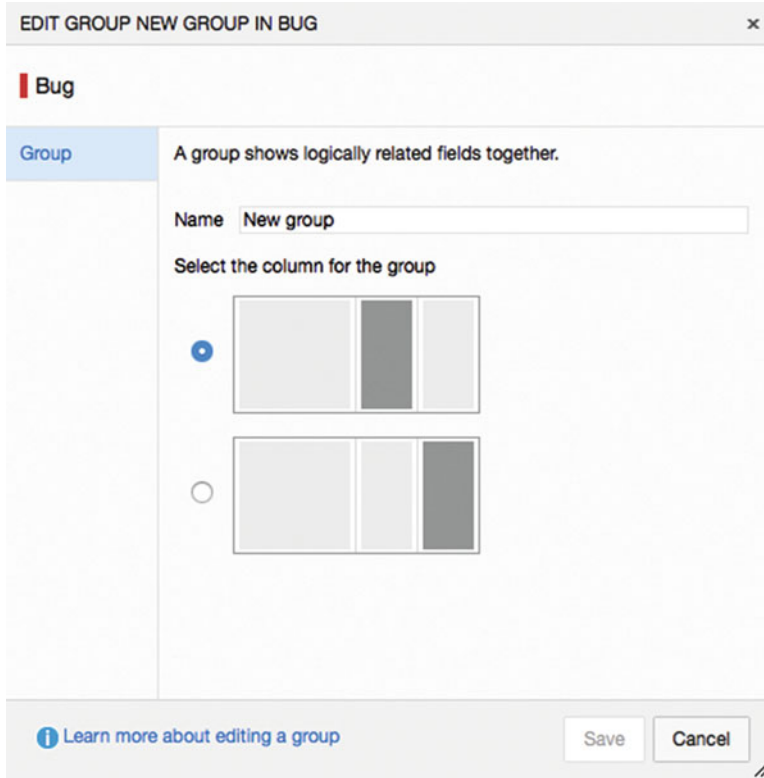 EDIT GROUP NEW GROUP IN BUG ×
Bug
Group
A group shows logically related fields together.
Name New group
Select the column for the group
Learn more about editing a group
Save Cancel